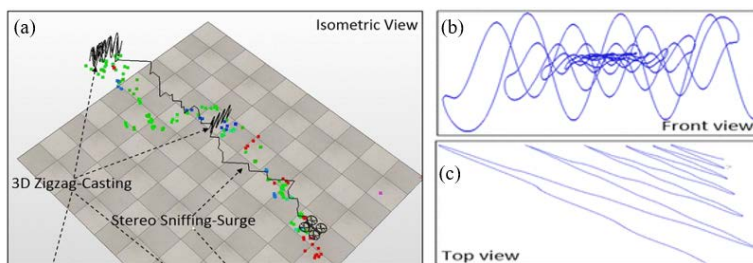 (a)
Isometric View
3D Zigzag-Casting
Stereo Sniffing-Surge
(b)
Front view
(c)
Top view